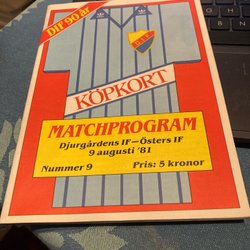 DIF 90 år
D.I.F.
KÖPKORT
MATCHPROGRAM
Djurgårdens IF—Östers IF
9 augusti '81
Nummer 9 Pris: 5 kronor